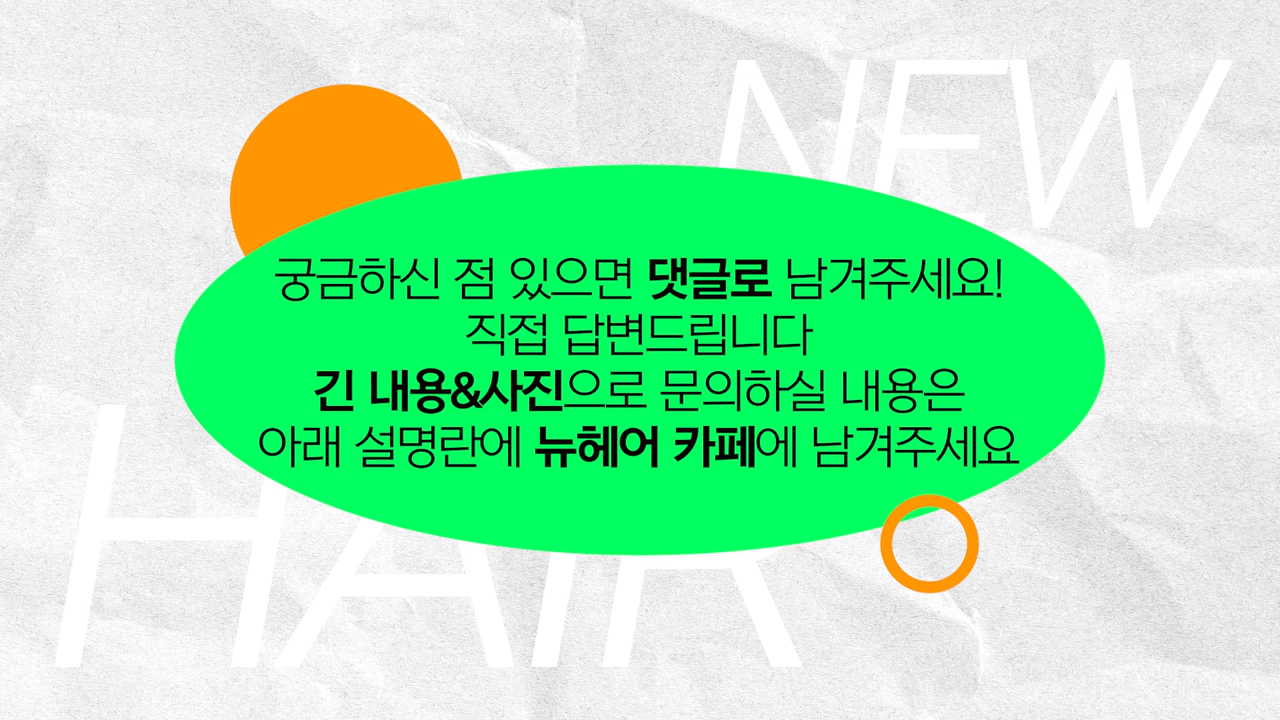 NEW
궁금하신 점 있으면 댓글로 남겨주세요!
직접 답변드립니다
긴 내용&사진으로 문의하실 내용은
아래 설명란에 뉴헤어 카페에 남겨주세요
HAIR